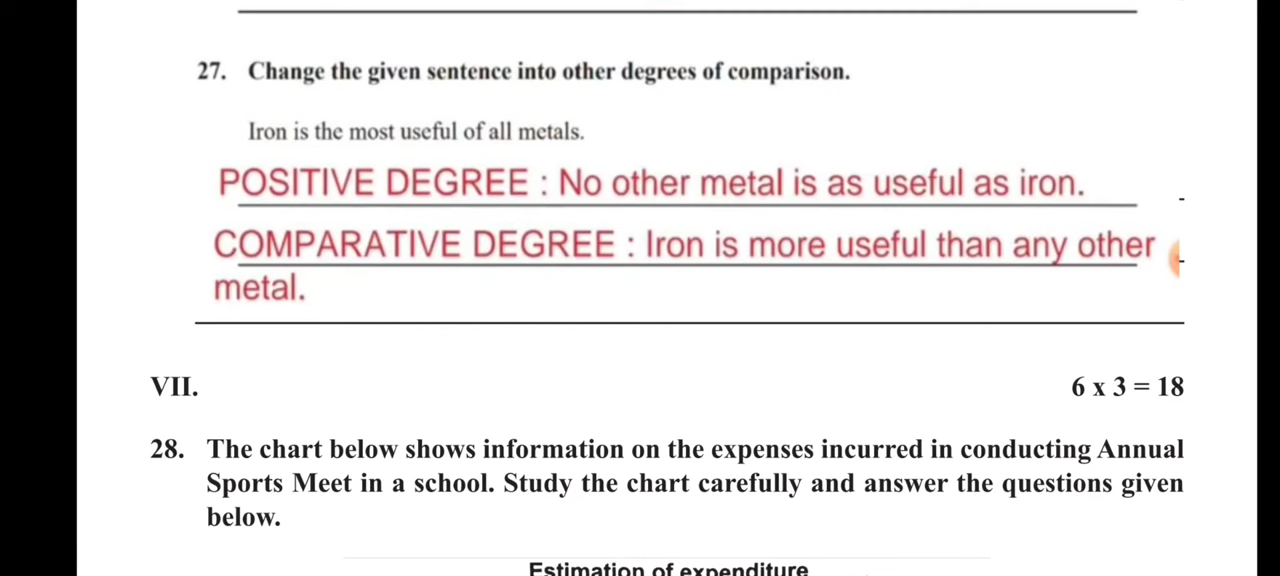 27. Change the given sentence into other degrees of comparison.
Iron is the most useful of all metals.
POSITIVE DEGREE : No other metal is as useful as iron.
COMPARATIVE DEGREE : Iron is more useful than any other
metal.
VII. 6 x 3 = 18
28. The chart below shows information on the expenses incurred in conducting Annual
Sports Meet in a school. Study the chart carefully and answer the questions given
below.
Estimation of expenditure